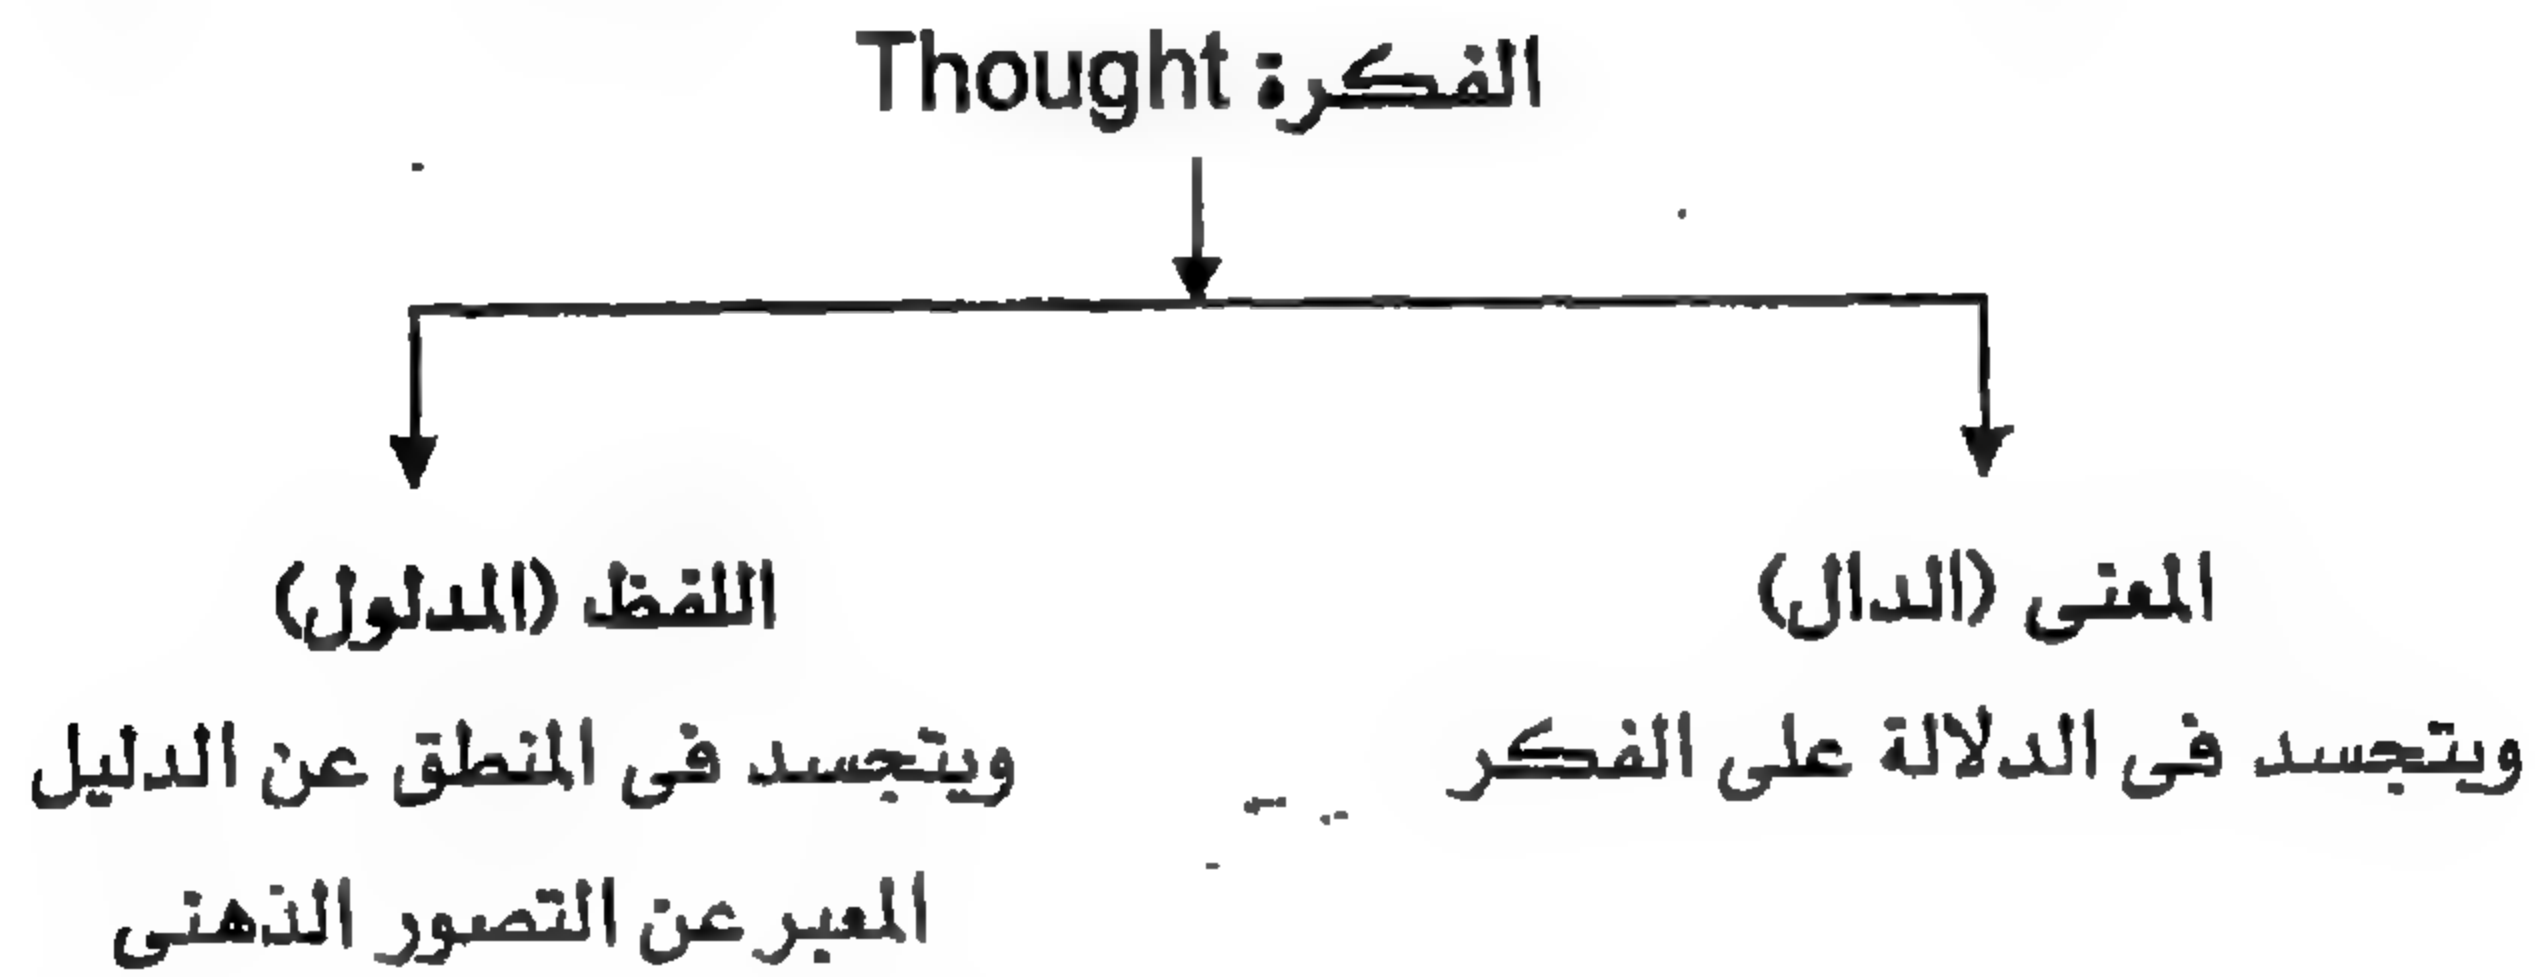 الفكرة Thought
المعنى (الدال)
ويتجسد فى الدلالة على الفكر
اللفظ (المدلول)
ويتجسد فى المنطق عن الدليل
المعبر عن التصور الذهنى